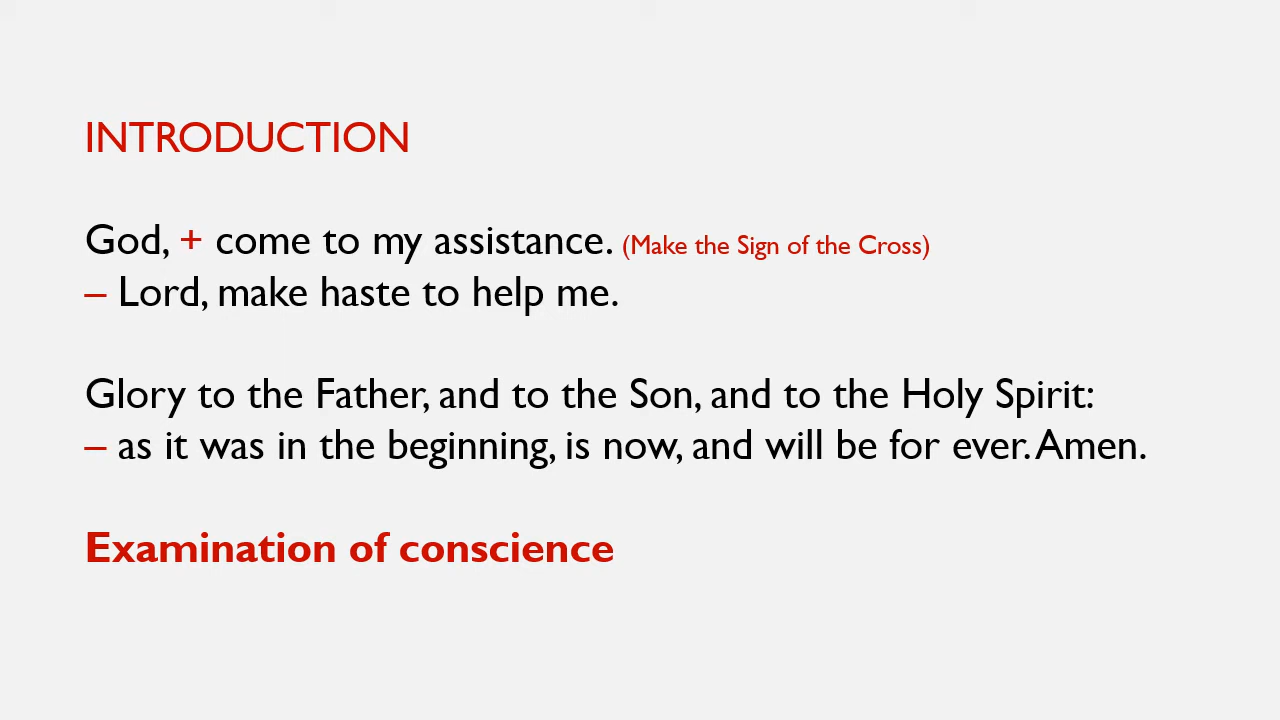 INTRODUCTION
God, + come to my assistance. (Make the Sign of the Cross)
– Lord, make haste to help me.
Glory to the Father, and to the Son, and to the Holy Spirit:
– as it was in the beginning, is now, and will be for ever. Amen.
Examination of conscience